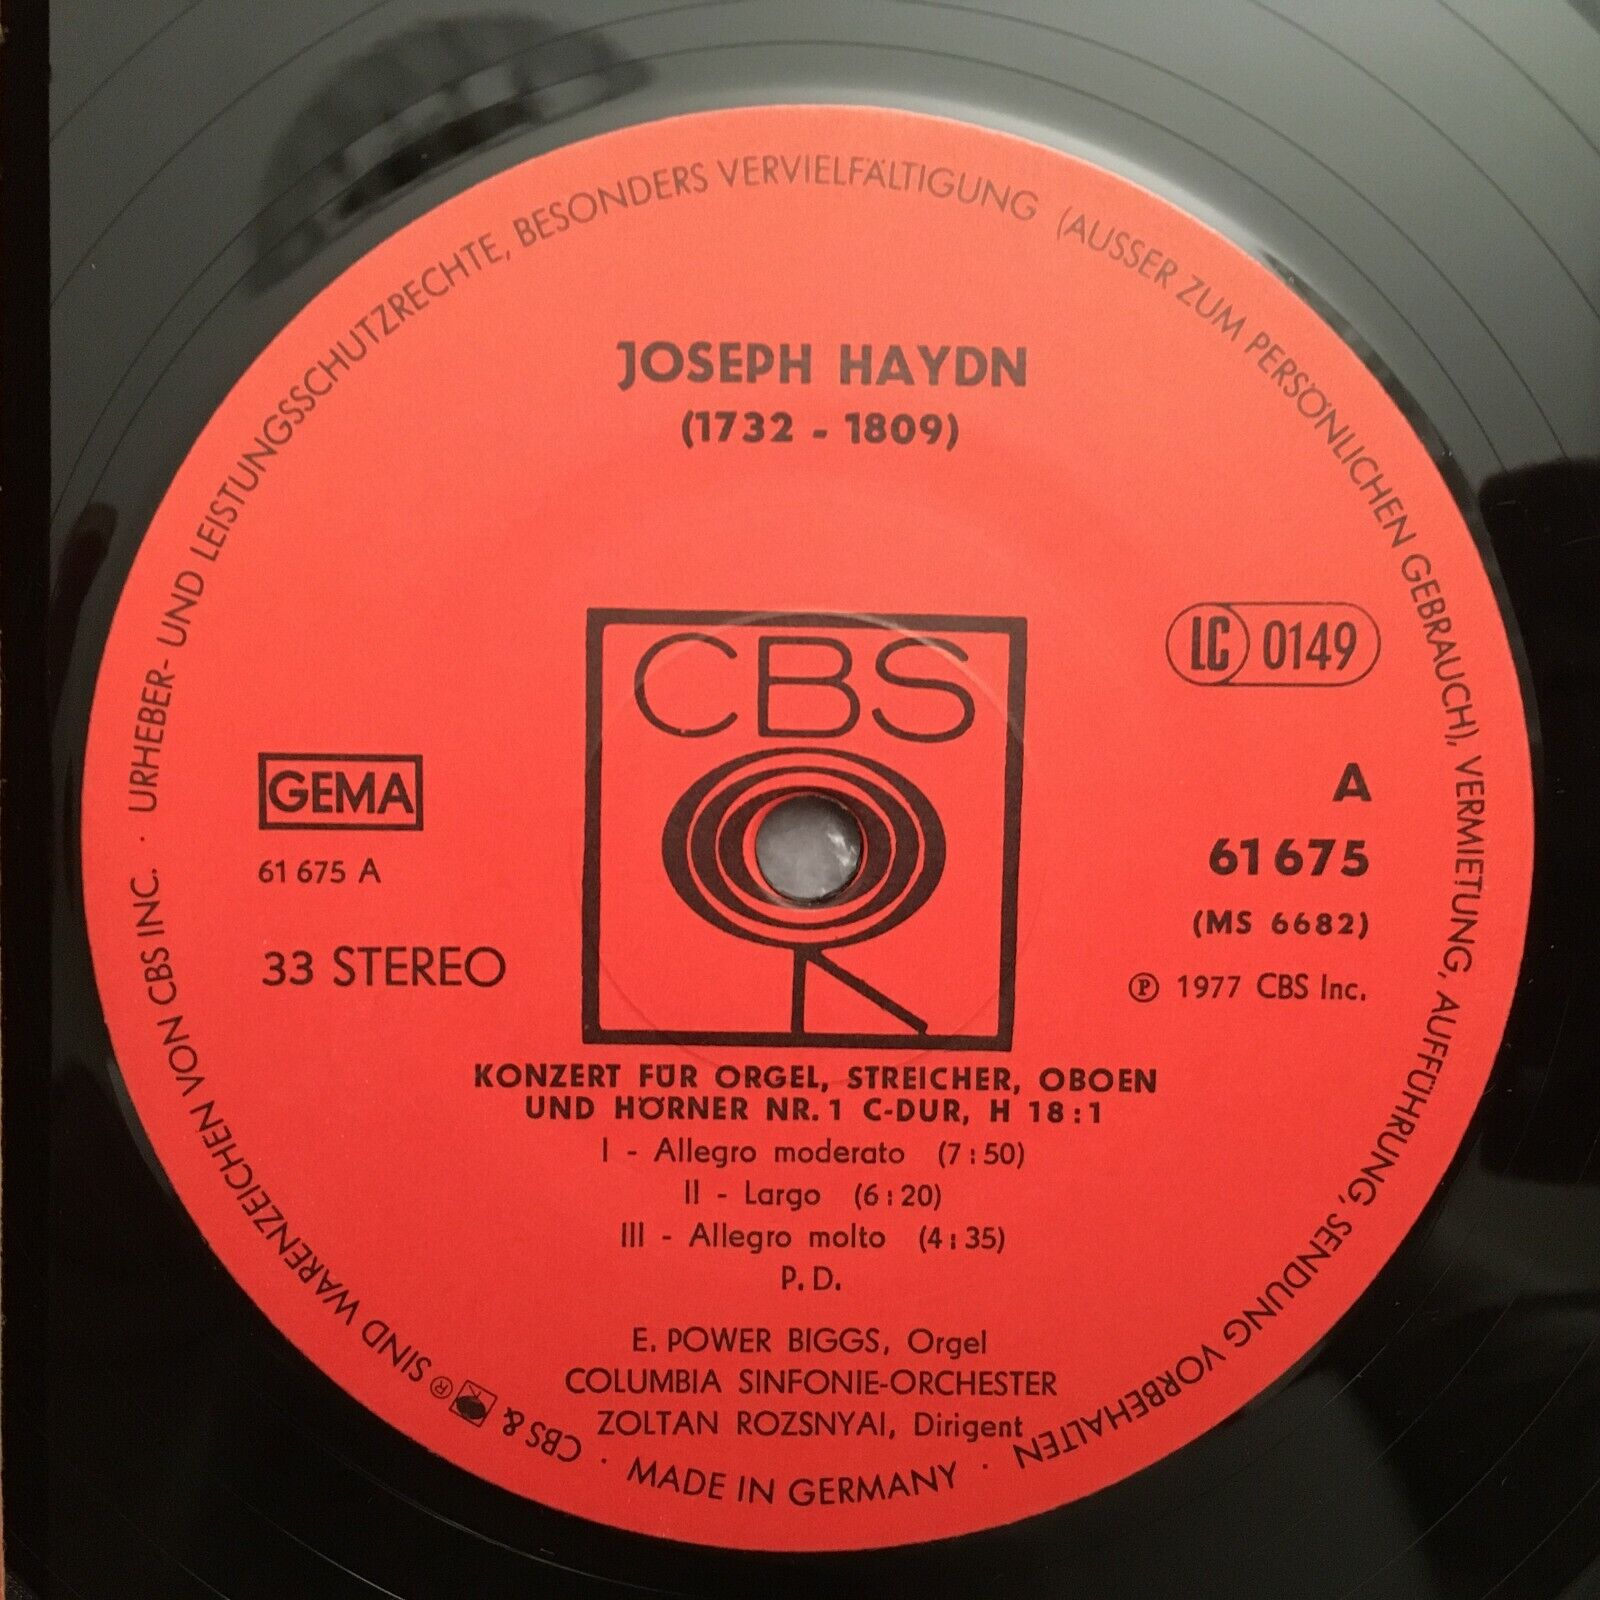 URHEBER- UND LEISTUNGSSCHUTZRECHTE, BESONDERS VERVIELFÄLTIGUNG (AUSSER ZUM PERSÖNLICHEN GEBRAUCH), VERMIETUNG, AUFFÜHRUNG, SENDUNG VORBEHALTEN ·
JOSEPH HAYDN
(1732 - 1809)
CBS
LC 0149
GEMA
61 675 A
33 STEREO
A
61 675
(MS 6682)
℗ 1977 CBS Inc.
KONZERT FÜR ORGEL, STREICHER, OBOEN
UND HÖRNER NR. 1 C-DUR, H 18:1
I - Allegro moderato (7:50)
II - Largo (6:20)
III - Allegro molto (4:35)
P.D.
E. POWER BIGGS, Orgel
COLUMBIA SINFONIE-ORCHESTER
ZOLTAN ROZSNYAI, Dirigent
MADE IN GERMANY ·
CBS & ® SIND WARENZEICHEN VON CBS INC. ·